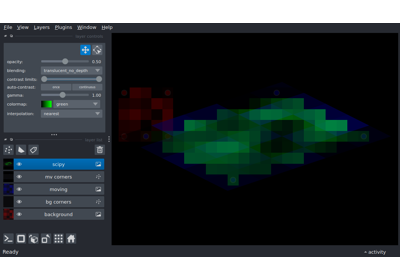 File View Layers Plugins Window Help
opacity: 0.50
blending: translucent_no_depth
contrast limits:
auto-contrast: once continuous
gamma: 1.00
colormap: green
interpolation: nearest
scipy
mv corners
moving
bg corners
background
Ready
activity